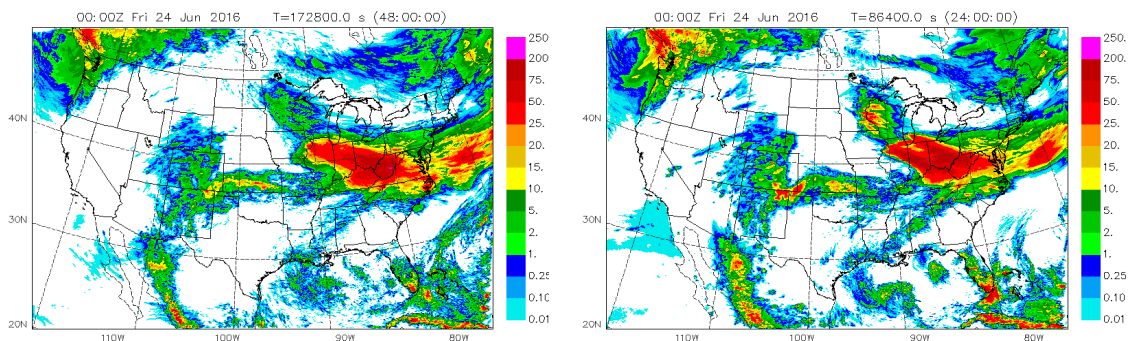 00:00Z Fri 24 Jun 2016 T=172800.0 s (48:00:00)
250
200
75.
50.
25.
20.
15.
10.
5.
2.
1.
0.25
0.10
0.01
40N
30N
20N
110W 100W 90W 80W
00:00Z Fri 24 Jun 2016 T=86400.0 s (24:00:00)
250.
200.
75.
50.
25.
20.
15.
10.
5.
2.
1.
0.25
0.10
0.01
40N
30N
20N
110W 100W 90W 80W